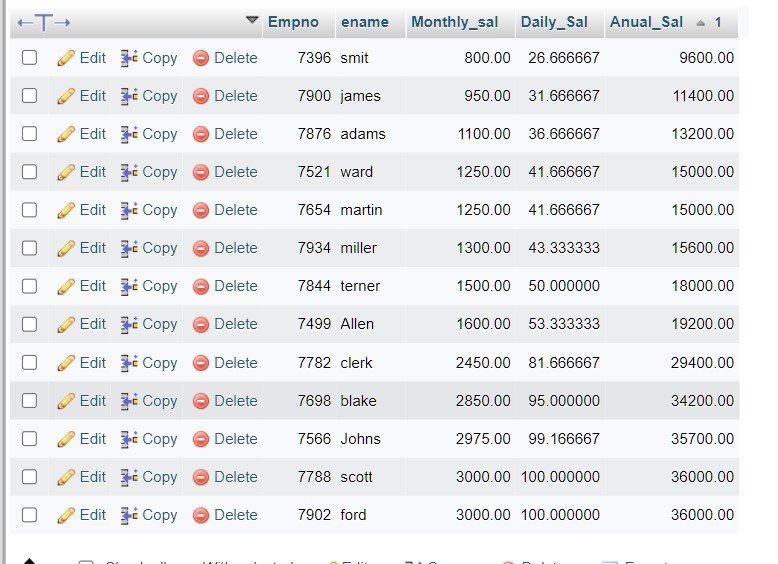 ←T→ Empno ename Monthly_sal Daily_Sal Anual_Sal 1
Edit Copy Delete 7396 smit 800.00 26.666667 9600.00
Edit Copy Delete 7900 james 950.00 31.666667 11400.00
Edit Copy Delete 7876 adams 1100.00 36.666667 13200.00
Edit Copy Delete 7521 ward 1250.00 41.666667 15000.00
Edit Copy Delete 7654 martin 1250.00 41.666667 15000.00
Edit Copy Delete 7934 miller 1300.00 43.333333 15600.00
Edit Copy Delete 7844 terner 1500.00 50.000000 18000.00
Edit Copy Delete 7499 Allen 1600.00 53.333333 19200.00
Edit Copy Delete 7782 clerk 2450.00 81.666667 29400.00
Edit Copy Delete 7698 blake 2850.00 95.000000 34200.00
Edit Copy Delete 7566 Johns 2975.00 99.166667 35700.00
Edit Copy Delete 7788 scott 3000.00 100.000000 36000.00
Edit Copy Delete 7902 ford 3000.00 100.000000 36000.00